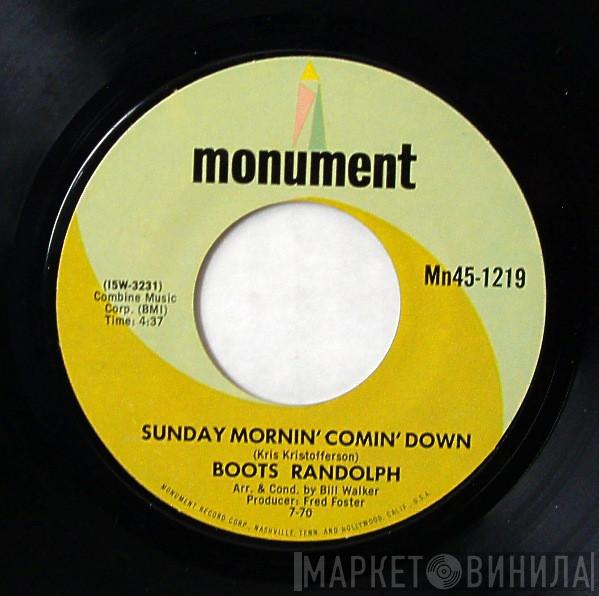 monument
Mn45-1219
(I5W-3231)
Combine Music
Corp. (BMI)
Time: 4:37
SUNDAY MORNIN' COMIN' DOWN
(Kris Kristofferson)
BOOTS RANDOLPH
Arr. & Cond. by Bill Walker
Producer: Fred Foster
7-70
MONUMENT RECORD CORP., NASHVILLE, TENN. AND HOLLYWOOD, CALIF., U.S.A.
МАРКЕТ ВИНИЛА